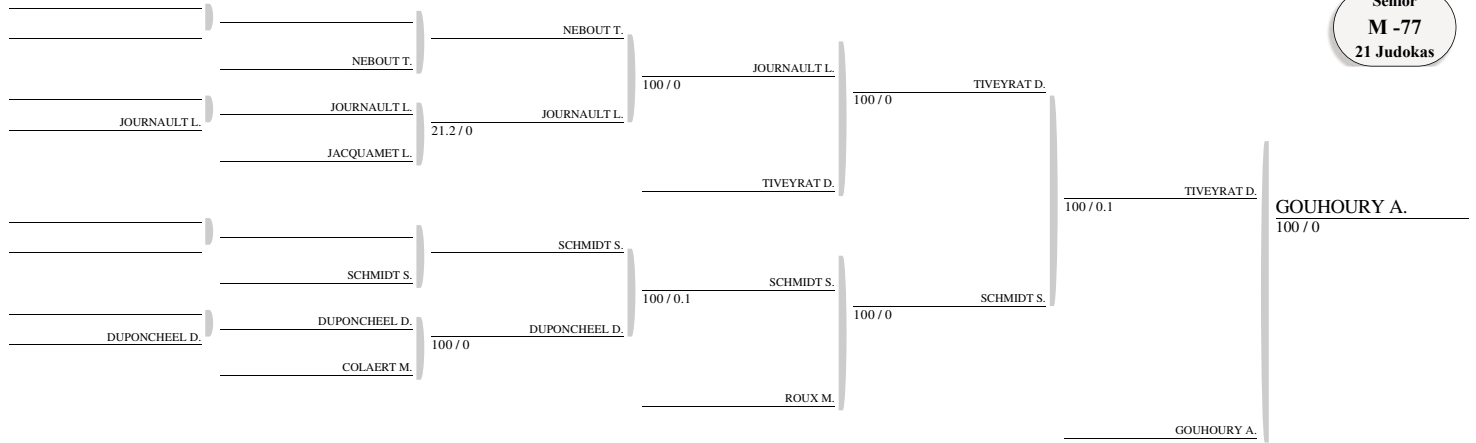 Senior
M -77
21 Judokas
NEBOUT T.
NEBOUT T.
JOURNAULT L.
100 / 0
TIVEYRAT D.
100 / 0
JOURNAULT L.
JOURNAULT L.
JOURNAULT L.
21.2 / 0
JACQUAMET L.
TIVEYRAT D.
TIVEYRAT D.
100 / 0.1
GOUHOURY A.
100 / 0
SCHMIDT S.
SCHMIDT S.
SCHMIDT S.
100 / 0.1
SCHMIDT S.
100 / 0
DUPONCHEEL D.
DUPONCHEEL D.
DUPONCHEEL D.
100 / 0
COLAERT M.
ROUX M.
GOUHOURY A.